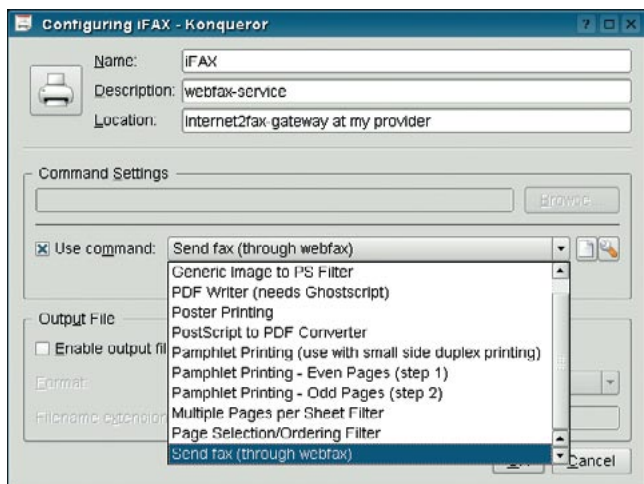 Configuring iFAX - Konqueror
Name: iFAX
Description: webfax-service
Location: Internet2fax-gateway at my provider
Command Settings
Browse...
Use command: Send fax (through webfax)
Generic Image to PS Filter
PDF Writer (needs Ghostscript)
Poster Printing
PostScript to PDF Converter
Pamphlet Printing (use with small side duplex printing)
Pamphlet Printing - Even Pages (step 1)
Pamphlet Printing - Odd Pages (step 2)
Multiple Pages per Sheet Filter
Page Selection/Ordering Filter
Send fax (through webfax)
Output File
Enable output fil
Format:
Filename extension
Cancel